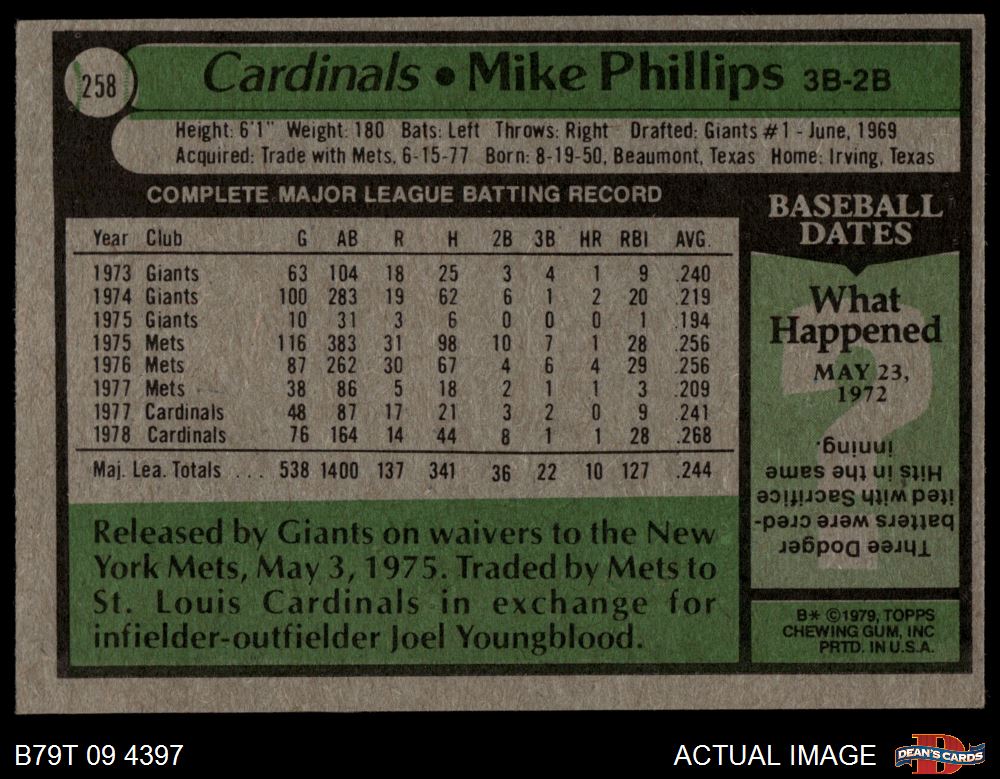 258
Cardinals • Mike Phillips 3B-2B
Height: 6'1" Weight: 180 Bats: Left Throws: Right Drafted: Giants #1 - June, 1969
Acquired: Trade with Mets, 6-15-77 Born: 8-19-50, Beaumont, Texas Home: Irving, Texas
COMPLETE MAJOR LEAGUE BATTING RECORD
Year Club G AB R H 2B 3B HR RBI AVG.
1973 Giants 63 104 18 25 3 4 1 9 .240
1974 Giants 100 283 19 62 6 1 2 20 .219
1975 Giants 10 31 3 6 0 0 0 1 .194
1975 Mets 116 383 31 98 10 7 1 28 .256
1976 Mets 87 262 30 67 4 6 4 29 .256
1977 Mets 38 86 5 18 2 1 1 3 .209
1977 Cardinals 48 87 17 21 3 2 0 9 .241
1978 Cardinals 76 164 14 44 8 1 1 28 .268
Maj. Lea. Totals . . . 538 1400 137 341 36 22 10 127 .244
Released by Giants on waivers to the New
York Mets, May 3, 1975. Traded by Mets to
St. Louis Cardinals in exchange for
infielder-outfielder Joel Youngblood.
BASEBALL
DATES
What
Happened
MAY 23,
1972
?
Three Dodger
batters were cred-
ited with Sacrifice
Hits in the same
inning.
B* ©1979, TOPPS
CHEWING GUM, INC
PRTD. IN U.S.A.
B79T 09 4397
ACTUAL IMAGE
DEAN'S CARDS